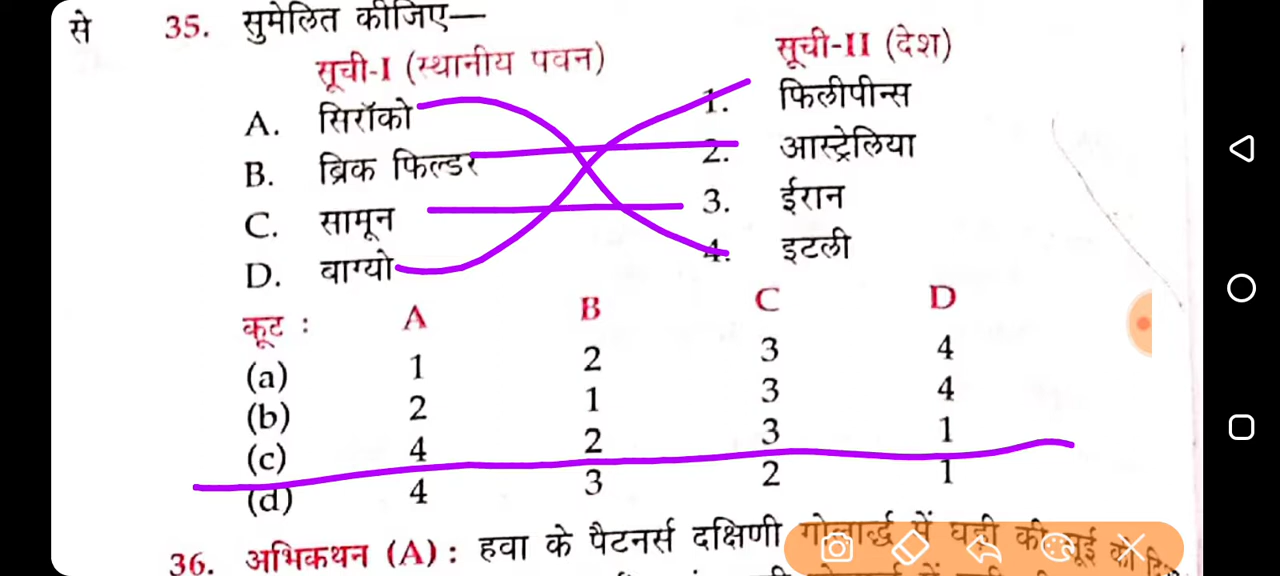 से
35. सुमेलित कीजिए—
सूची-I (स्थानीय पवन) सूची-II (देश)
A. सिरॉको 1. फिलीपीन्स
B. ब्रिक फिल्डर 2. आस्ट्रेलिया
C. सामून 3. ईरान
D. वाग्यो 4. इटली
कूट : A B C D
(a) 1 2 3 4
(b) 2 1 3 4
(c) 4 2 3 1
(d) 4 3 2 1
36. अभिकथन (A) : हवा के पैटनर्स दक्षिणी गोलार्द्ध में घड़ी की सूई की